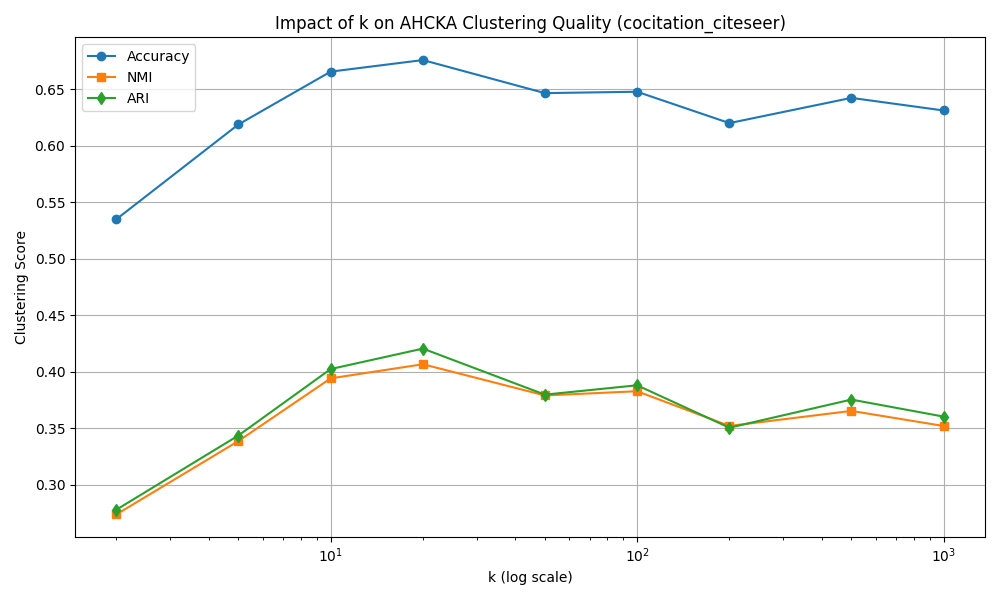 Impact of k on AHCKA Clustering Quality (cocitation_citeseer)
Accuracy
NMI
ARI
Clustering Score
0.65
0.60
0.55
0.50
0.45
0.40
0.35
0.30
10¹ 10² 10³
k (log scale)